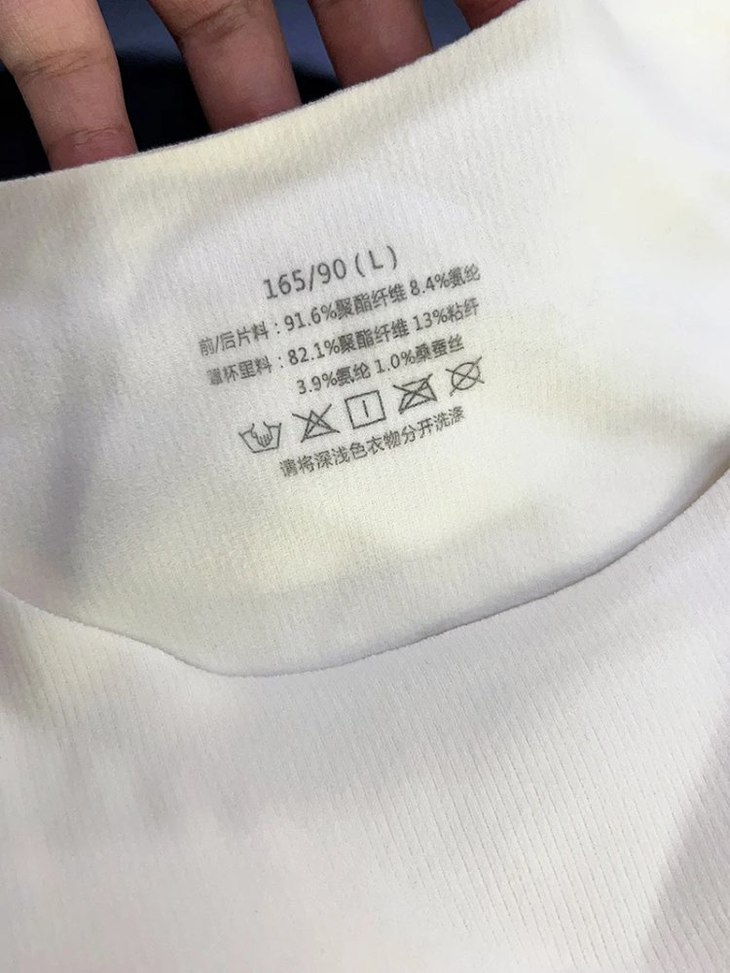 165/90(L)
前/后片料：91.6%聚酯纤维 8.4%氨纶
罩杯里料：82.1%聚酯纤维 13%粘纤
3.9%氨纶 1.0%桑蚕丝
请将深浅色衣物分开洗涤